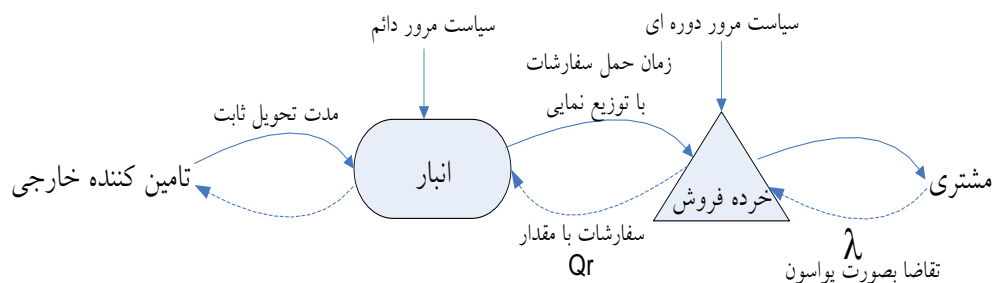 سیاست مرور دائم
سیاست مرور دوره ای
زمان حمل سفارشات
با توزیع نمایی
مدت تحویل ثابت
تامین کننده خارجی
انبار
خرده فروش
مشتری
سفارشات با مقدار
Qr
λ
تقاضا بصورت پواسون